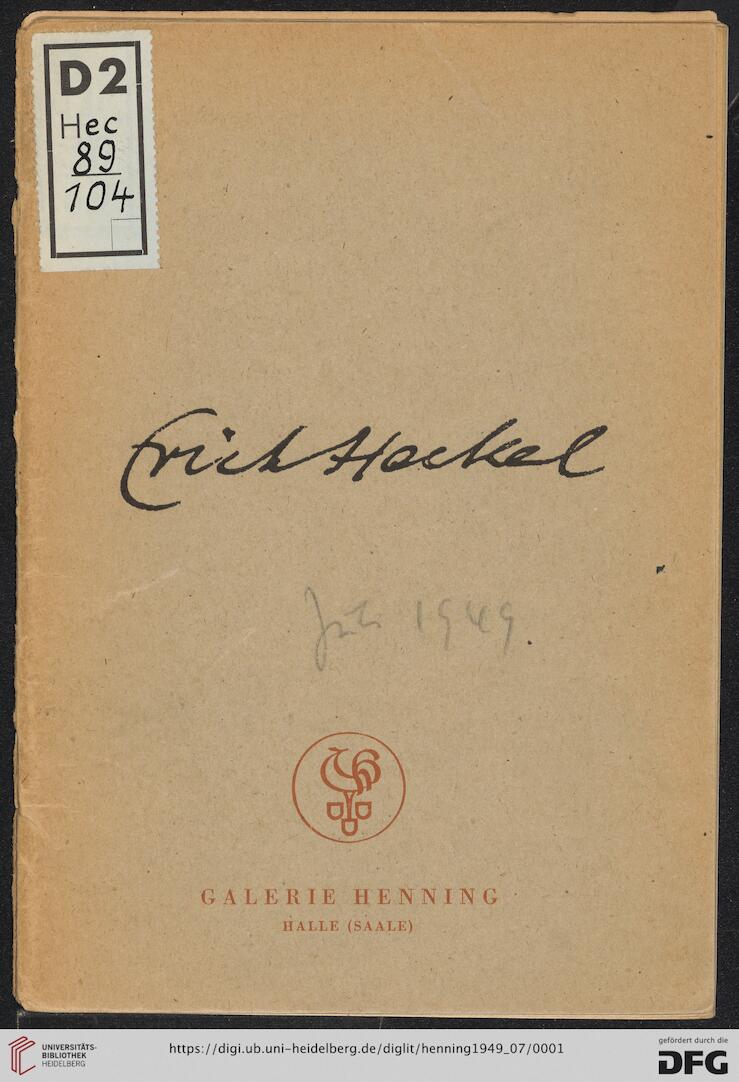 D2
Hec
89
104
Erich Heckel
Juli 1949.
GALERIE HENNING
HALLE (SAALE)
UNIVERSITÄTS-
BIBLIOTHEK
HEIDELBERG
https://digi.ub.uni-heidelberg.de/diglit/henning1949_07/0001
gefördert durch die
DFG